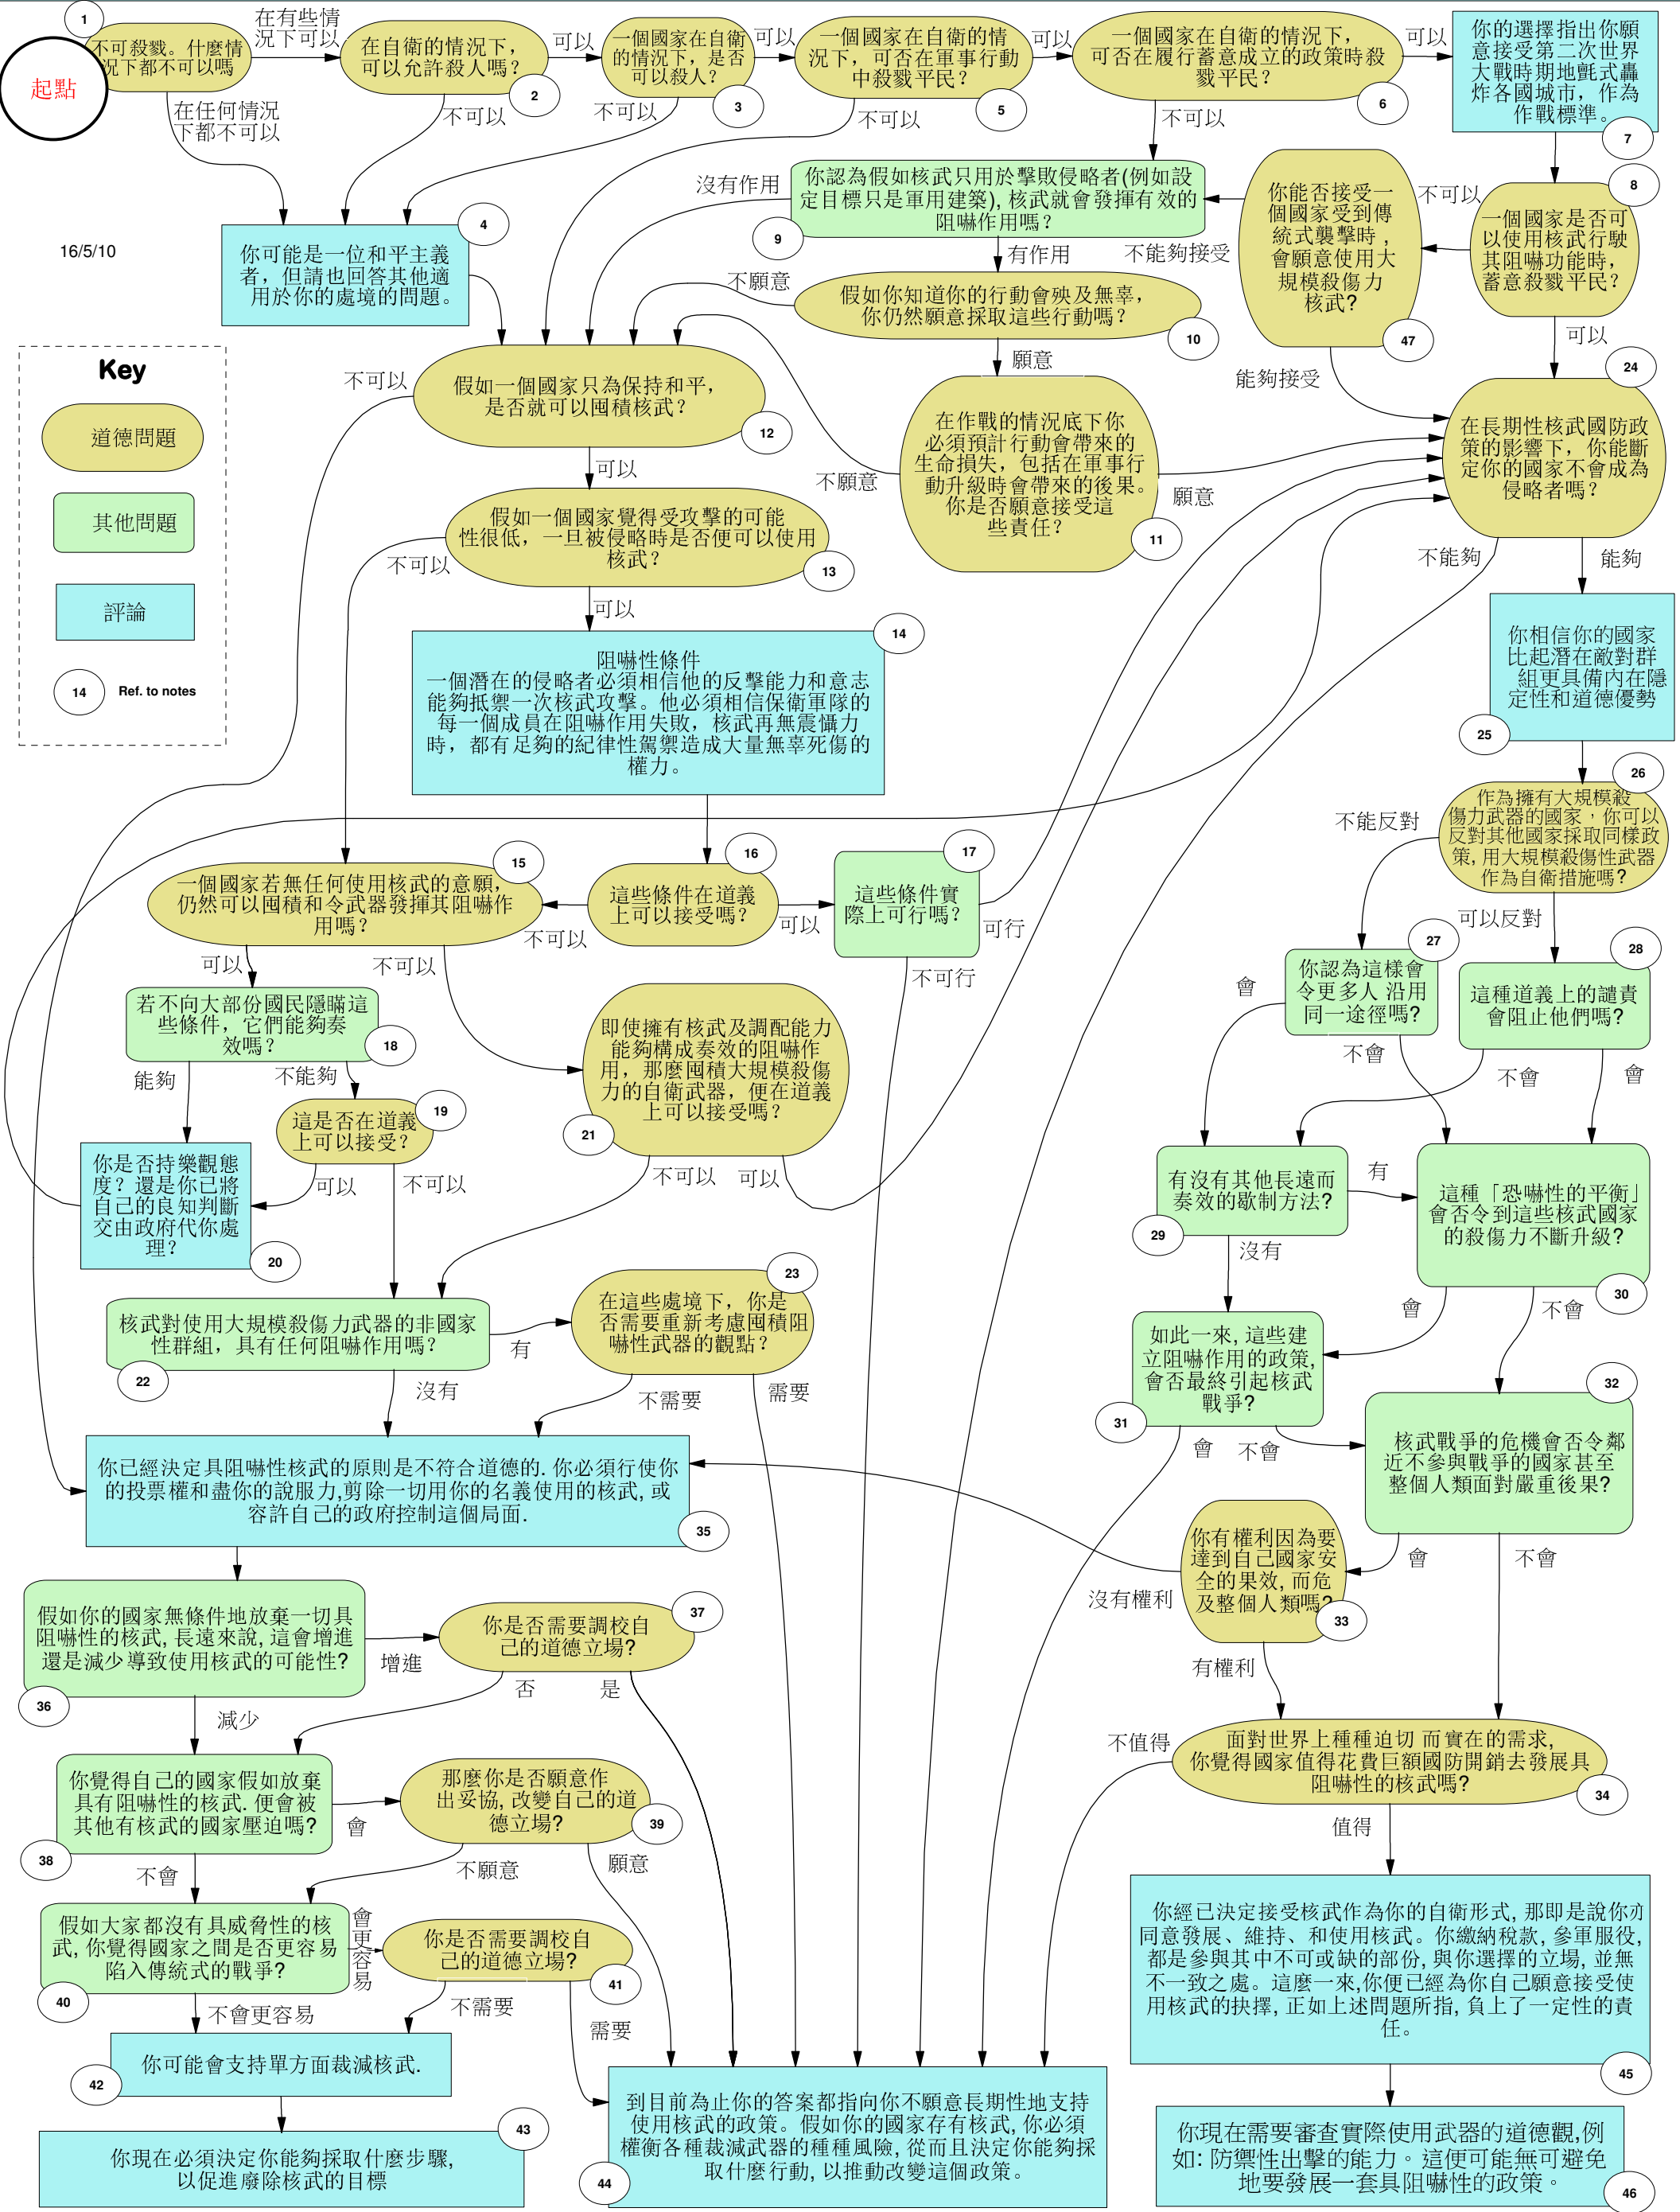 起點
1
不可殺戮。什麼情
況下都不可以嗎
在有些情
況下可以
在任何情況
下都不可以
在自衛的情況下，
可以允許殺人嗎？
2
可以
不可以
一個國家在自衛
的情況下，是否
可以殺人？
3
可以
不可以
一個國家在自衛的情
況下，可否在軍事行動
中殺戮平民？
5
可以
不可以
一個國家在自衛的情況下，
可否在履行蓄意成立的政策時殺
戮平民？
6
可以
不可以
你的選擇指出你願
意接受第二次世界
大戰時期地氈式轟
炸各國城市，作為
作戰標準。
7
16/5/10
你可能是一位和平主義
者，但請也回答其他適
用於你的處境的問題。
4
沒有作用
你認為假如核武只用於擊敗侵略者(例如設
定目標只是軍用建築), 核武就會發揮有效的
阻嚇作用嗎？
9
有作用
你能否接受一
個國家受到傳
統式襲擊時，
會願意使用大
規模殺傷力
核武?
47
不能夠接受
能夠接受
不可以
一個國家是否可
以使用核武行駛
其阻嚇功能時，
蓄意殺戮平民？
8
可以
Key
道德問題
其他問題
評論
14
Ref. to notes
不願意
假如你知道你的行動會殃及無辜，
你仍然願意採取這些行動嗎？
10
願意
不可以
假如一個國家只為保持和平，
是否就可以囤積核武？
12
可以
在作戰的情況底下你
必須預計行動會帶來的
生命損失，包括在軍事行
動升級時會帶來的後果。
你是否願意接受這
些責任？
11
不願意
願意
24
在長期性核武國防政
策的影響下，你能斷
定你的國家不會成為
侵略者嗎？
不能夠
能夠
假如一個國家覺得受攻擊的可能
性很低，一旦被侵略時是否便可以使用
核武？
13
不可以
可以
14
阻嚇性條件
一個潛在的侵略者必須相信他的反擊能力和意志
能夠抵禦一次核武攻擊。他必須相信保衛軍隊的
每一個成員在阻嚇作用失敗，核武再無震懾力
時，都有足夠的紀律性駕禦造成大量無辜死傷的
權力。
你相信你的國家
比起潛在敵對群
組更具備內在隱
定性和道德優勢
25
26
作為擁有大規模殺
傷力武器的國家，你可以
反對其他國家採取同樣政
策, 用大規模殺傷性武器
作為自衛措施嗎?
不能反對
可以反對
15
一個國家若無任何使用核武的意願，
仍然可以囤積和令武器發揮其阻嚇作
用嗎？
可以
不可以
16
這些條件在道義
上可以接受嗎？
不可以
可以
17
這些條件實
際上可行嗎？
可行
不可行
27
你認為這樣會
令更多人 沿用
同一途徑嗎?
會
不會
28
這種道義上的譴責
會阻止他們嗎？
不會
會
若不向大部份國民隱瞞這
些條件，它們能夠奏
效嗎？
18
能夠
不能夠
19
這是否在道義
上可以接受？
可以
不可以
即使擁有核武及調配能力
能夠構成奏效的阻嚇作
用，那麼囤積大規模殺傷
力的自衛武器，便在道義
上可以接受嗎？
21
不可以
可以
你是否持樂觀態
度？還是你已將
自己的良知判斷
交由政府代你處
理？
20
有沒有其他長遠而
奏效的歇制方法?
29
有
沒有
這種「恐嚇性的平衡」
會否令到這些核武國家
的殺傷力不斷升級?
30
會
不會
核武對使用大規模殺傷力武器的非國家
性群組，具有任何阻嚇作用嗎？
22
有
沒有
23
在這些處境下，你是
否需要重新考慮囤積阻
嚇性武器的觀點？
不需要
需要
如此一來, 這些建
立阻嚇作用的政策,
會否最終引起核武
戰爭?
31
會
不會
32
核武戰爭的危機會否令鄰
近不參與戰爭的國家甚至
整個人類面對嚴重後果?
會
不會
你已經決定具阻嚇性核武的原則是不符合道德的. 你必須行使你
的投票權和盡你的說服力,剪除一切用你的名義使用的核武, 或
容許自己的政府控制這個局面.
35
你有權利因為要
達到自己國家安
全的果效, 而危
及整個人類嗎?
33
沒有權利
有權利
假如你的國家無條件地放棄一切具
阻嚇性的核武, 長遠來說, 這會增進
還是減少導致使用核武的可能性?
36
增進
減少
37
你是否需要調校自
己的道德立場?
否
是
不值得
面對世界上種種迫切 而實在的需求,
你覺得國家值得花費巨額國防開銷去發展具
阻嚇性的核武嗎?
34
值得
你覺得自己的國家假如放棄
具有阻嚇性的核武. 便會被
其他有核武的國家壓迫嗎?
38
會
不會
那麼你是否願意作
出妥協, 改變自己的道
德立場?
39
不願意
願意
假如大家都沒有具威脅性的核
武, 你覺得國家之間是否更容易
陷入傳統式的戰爭?
40
會更容易
不會更容易
你是否需要調校自
己的道德立場?
41
不需要
需要
你經已決定接受核武作為你的自衛形式, 那即是說你亦
同意發展、維持、和使用核武。你繳納稅款, 參軍服役,
都是參與其中不可或缺的部份, 與你選擇的立場, 並無
不一致之處。這麼一來,你便已經為你自己願意接受使
用核武的抉擇, 正如上述問題所指, 負上了一定性的責
任。
45
你可能會支持單方面裁減核武.
42
到目前為止你的答案都指向你不願意長期性地支持
使用核武的政策。假如你的國家存有核武, 你必須
權衡各種裁減武器的種種風險, 從而且決定你能夠採
取什麼行動, 以推動改變這個政策。
44
43
你現在必須決定你能夠採取什麼步驟,
以促進廢除核武的目標
你現在需要審查實際使用武器的道德觀,例
如: 防禦性出擊的能力。這便可能無可避免
地要發展一套具阻嚇性的政策。
46